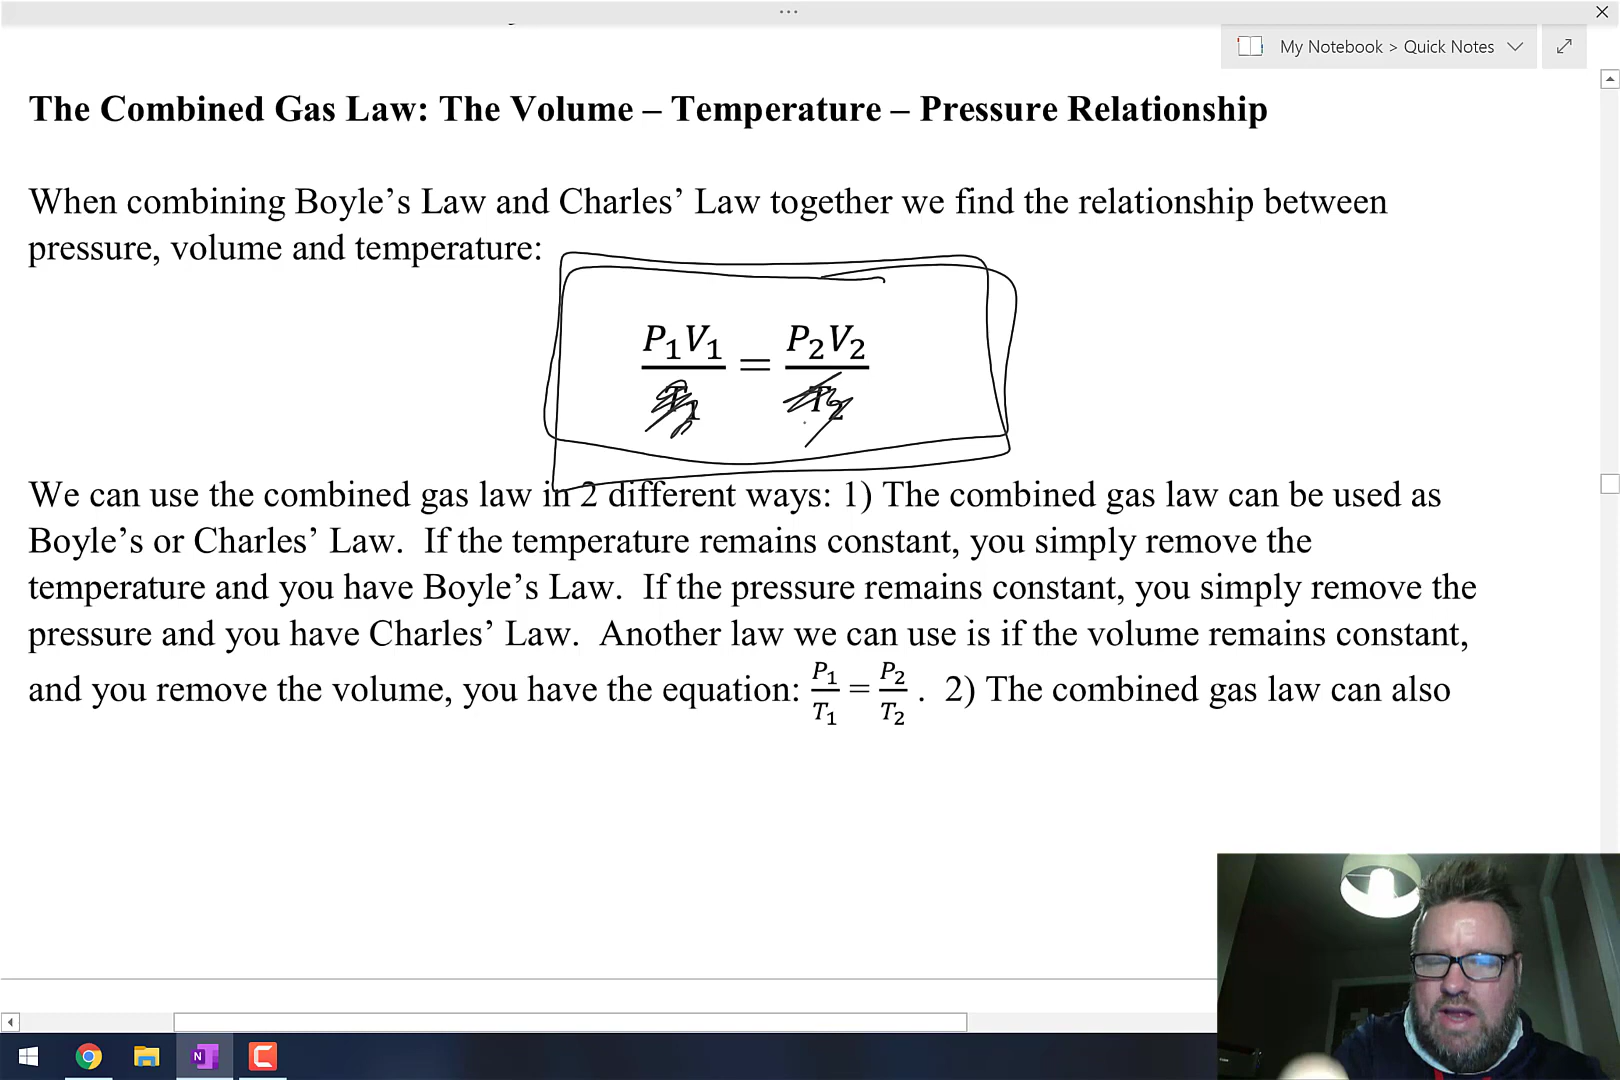 My Notebook > Quick Notes
The Combined Gas Law: The Volume – Temperature – Pressure Relationship
When combining Boyle’s Law and Charles’ Law together we find the relationship between
pressure, volume and temperature:
P₁V₁/T₁ = P₂V₂/T₂
We can use the combined gas law in 2 different ways: 1) The combined gas law can be used as
Boyle’s or Charles’ Law. If the temperature remains constant, you simply remove the
temperature and you have Boyle’s Law. If the pressure remains constant, you simply remove the
pressure and you have Charles’ Law. Another law we can use is if the volume remains constant,
and you remove the volume, you have the equation: P₁/T₁ = P₂/T₂ . 2) The combined gas law can also